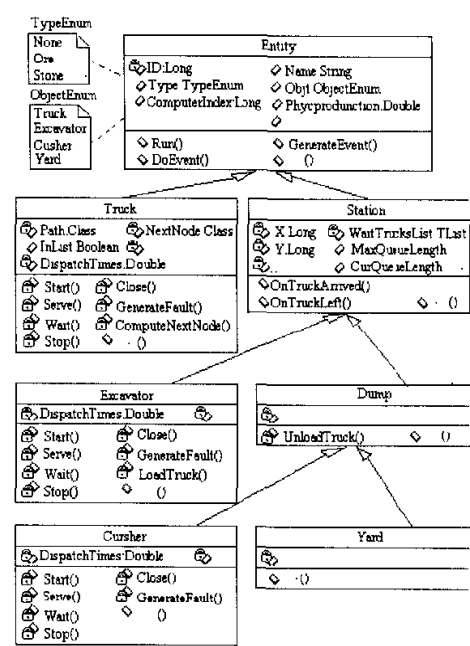 TypeEnum
None
Ore
Stone
ObjectEnum
Truck
Excavator
Cusher
Yard
Entity
ID:Long
Name String
Type TypeEnum
Obj1 ObjectEnum
ComputerIndex:Long
Phycprodunction.Double
Run()
GenerateEvent()
DoEvent()
()
Truck
Path.Class
NextNode Class
InList Boolean
DispatchTimes.Double
Start()
Close()
Serve()
GenerateFault()
Wait()
ComputeNextNode()
Stop()
. ()
Station
X.Long
WaitTrucksList TList
Y.Long
MaxQueueLength
..
CurQueueLength
OnTruckArrived()
OnTruckLeft()
. ()
Excavator
DispatchTimes.Double
Start()
Close()
Serve()
GenerateFault()
Wait()
LoadTruck()
Stop()
()
Dump
UnloadTruck()
()
Cursher
DispatchTimes:Double
Start()
Close()
Serve()
GenerateFault()
Wait()
()
Stop()
Yard
. ()